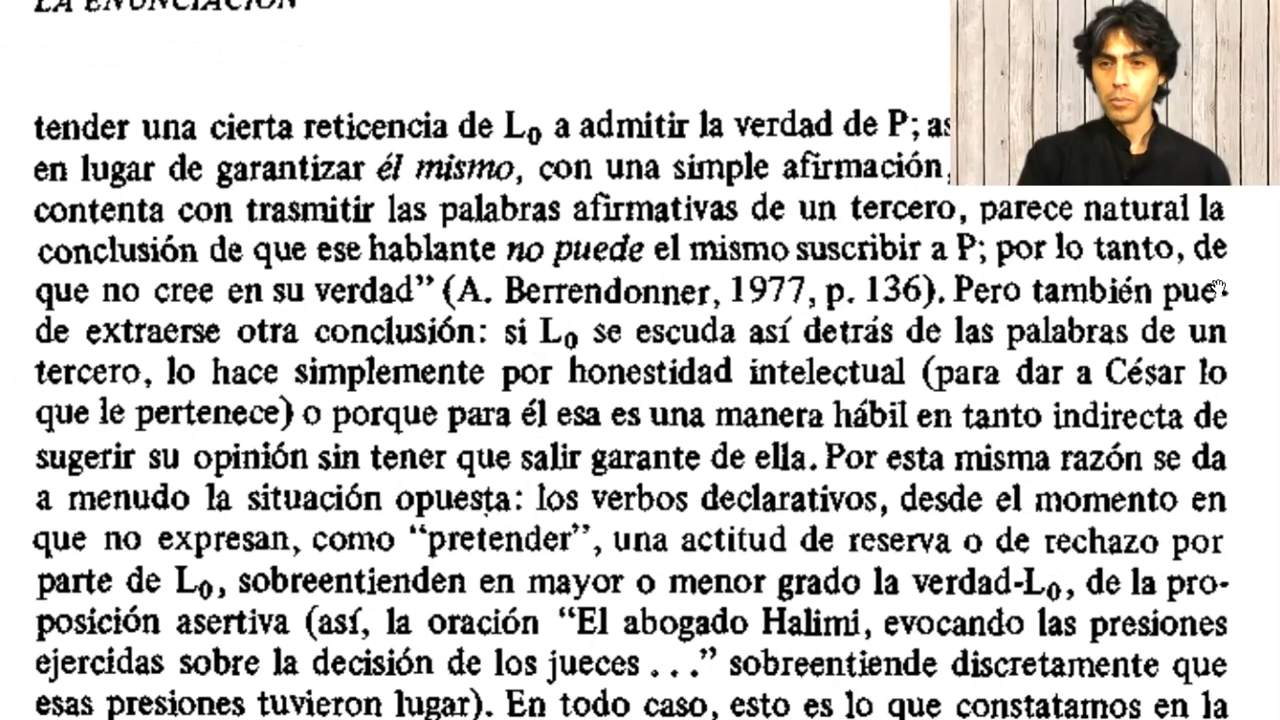 LA ENUNCIACIÓN
tender una cierta reticencia de L₀ a admitir la verdad de P;
en lugar de garantizar él mismo, con una simple afirmación,
contenta con trasmitir las palabras afirmativas de un tercero, parece natural la
conclusión de que ese hablante no puede el mismo suscribir a P; por lo tanto, de
que no cree en su verdad” (A. Berrendonner, 1977, p. 136). Pero también pue-
de extraerse otra conclusión: si L₀ se escuda así detrás de las palabras de un
tercero, lo hace simplemente por honestidad intelectual (para dar a César lo
que le pertenece) o porque para él esa es una manera hábil en tanto indirecta de
sugerir su opinión sin tener que salir garante de ella. Por esta misma razón se da
a menudo la situación opuesta: los verbos declarativos, desde el momento en
que no expresan, como “pretender”, una actitud de reserva o de rechazo por
parte de L₀, sobreentienden en mayor o menor grado la verdad-L₀, de la pro-
posición asertiva (así, la oración “El abogado Halimi, evocando las presiones
ejercidas sobre la decisión de los jueces . . .” sobreentiende discretamente que
esas presiones tuvieron lugar). En todo caso, esto es lo que constatamos en la